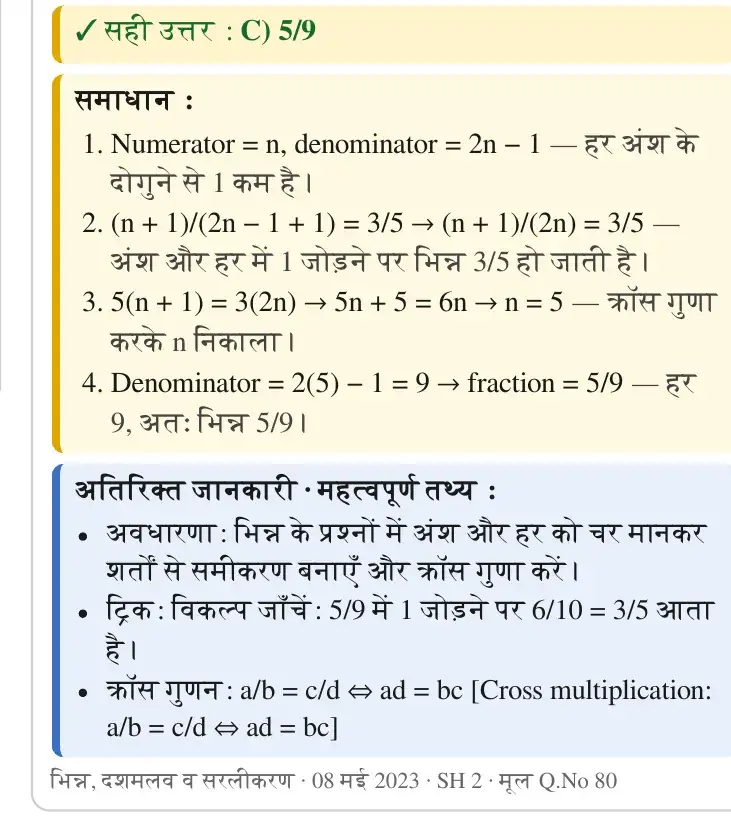 ✓ सही उत्तर : C) 5/9
समाधान :
1. Numerator = n, denominator = 2n − 1 — हर अंश के
दोगुने से 1 कम है।
2. (n + 1)/(2n − 1 + 1) = 3/5 → (n + 1)/(2n) = 3/5 —
अंश और हर में 1 जोड़ने पर भिन्न 3/5 हो जाती है।
3. 5(n + 1) = 3(2n) → 5n + 5 = 6n → n = 5 — क्रॉस गुणा
करके n निकाला।
4. Denominator = 2(5) − 1 = 9 → fraction = 5/9 — हर
9, अतः भिन्न 5/9।
अतिरिक्त जानकारी · महत्वपूर्ण तथ्य :
• अवधारणा : भिन्न के प्रश्नों में अंश और हर को चर मानकर
शर्तों से समीकरण बनाएँ और क्रॉस गुणा करें।
• ट्रिक : विकल्प जाँचें : 5/9 में 1 जोड़ने पर 6/10 = 3/5 आता
है।
• क्रॉस गुणन : a/b = c/d ⇔ ad = bc [Cross multiplication:
a/b = c/d ⇔ ad = bc]
भिन्न, दशमलव व सरलीकरण · 08 मई 2023 · SH 2 · मूल Q.No 80